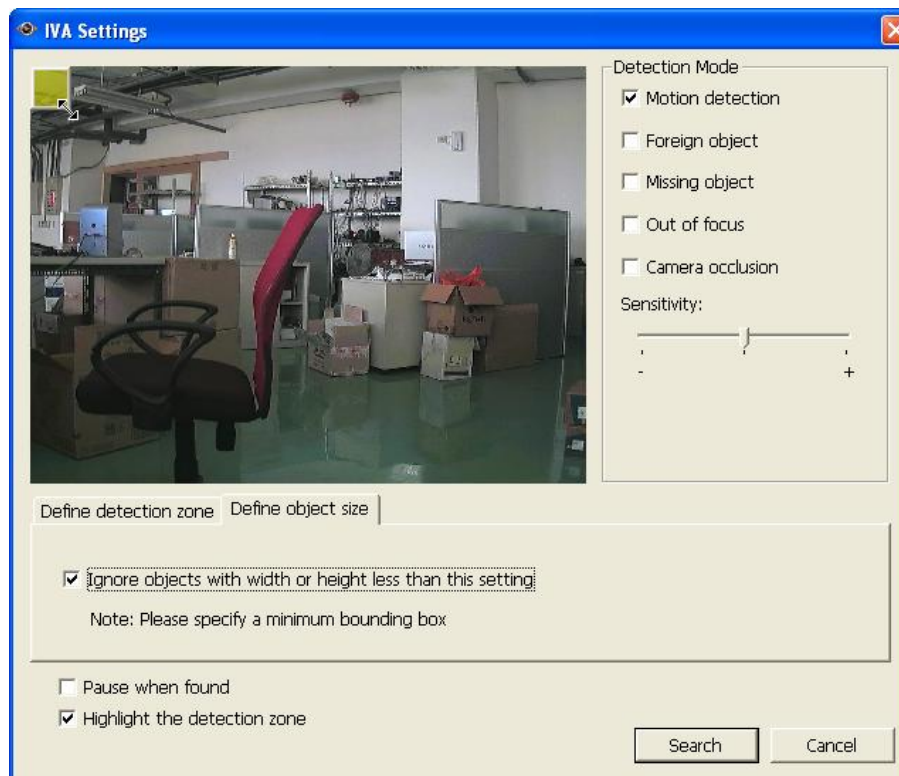 IVA Settings
Detection Mode
Motion detection
Foreign object
Missing object
Out of focus
Camera occlusion
Sensitivity:
- +
Define detection zone Define object size
Ignore objects with width or height less than this setting
Note: Please specify a minimum bounding box
Pause when found
Highlight the detection zone
Search Cancel